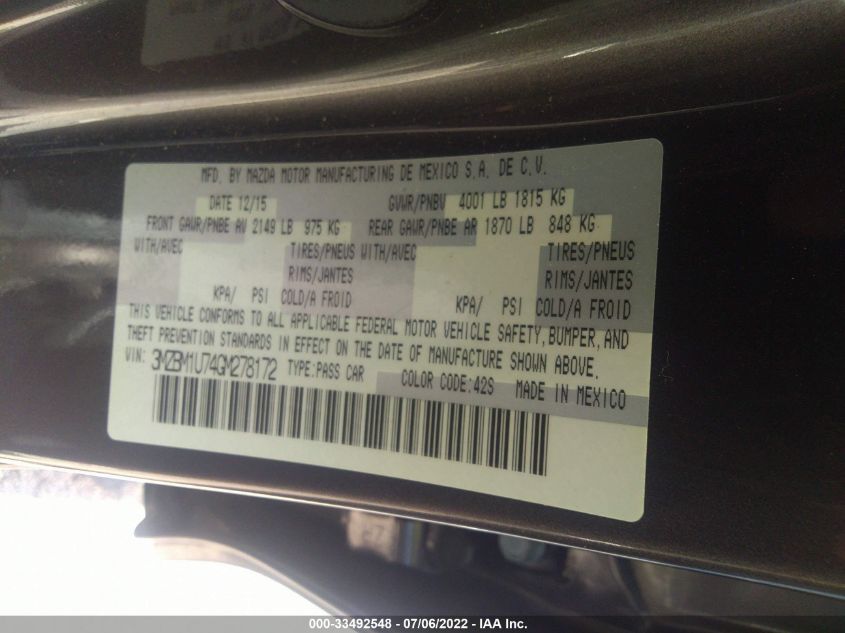 MFD. BY MAZDA MOTOR MANUFACTURING DE MEXICO S.A. DE C.V.
DATE 12/15 GVWR/PNBV 4001 LB 1815 KG
FRONT GAWR/PNBE AV 2149 LB 975 KG REAR GAWR/PNBE AR 1870 LB 848 KG
WITH/AVEC TIRES/PNEUS WITH/AVEC TIRES/PNEUS
RIMS/JANTES RIMS/JANTES
KPA/ PSI COLD/A FROID KPA/ PSI COLD/A FROID
THIS VEHICLE CONFORMS TO ALL APPLICABLE FEDERAL MOTOR VEHICLE SAFETY, BUMPER, AND
THEFT PREVENTION STANDARDS IN EFFECT ON THE DATE OF MANUFACTURE SHOWN ABOVE.
VIN: 3MZBM1U74GM278172 TYPE:PASS CAR COLOR CODE:42S MADE IN MEXICO
000-33492548 - 07/06/2022 - IAA Inc.